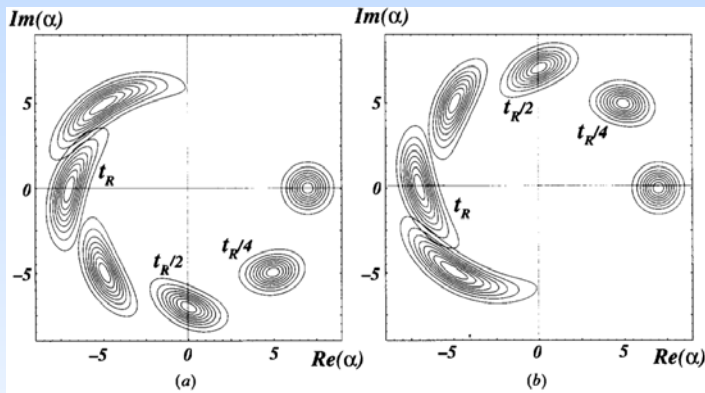 Im(α)
5
0
-5
t_R
t_R/2
t_R/4
-5 0 5 Re(α)
(a)
Im(α)
5
0
-5
t_R/2
t_R/4
t_R
-5 0 5 Re(α)
(b)